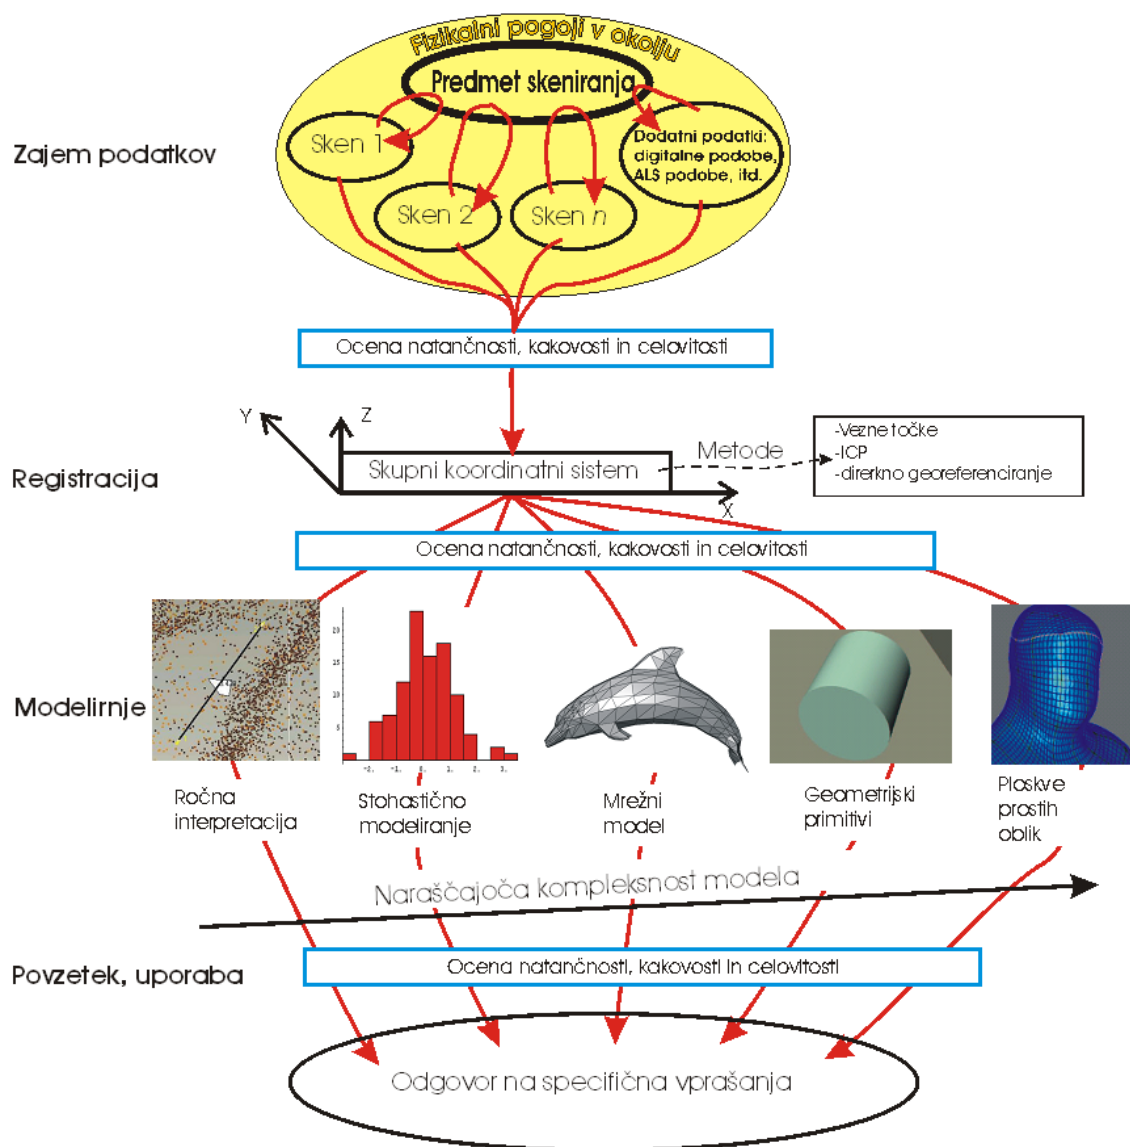 Fizikalni pogoji v okolju
Predmet skeniranja
Zajem podatkov
Sken 1
Dodatni podatki:
digitalne podobe,
ALS podobe, itd.
Sken 2
Sken n
Ocena natančnosti, kakovosti in celovitosti
Y
Z
X
Registracija
Skupni koordinatni sistem
Metode
-Vezne točke
-ICP
-direrkno georeferenciranje
Ocena natančnosti, kakovosti in celovitosti
Modelirnje
Ročna
interpretacija
Stohastično
modeliranje
Mrežni
model
Geometrijski
primitivi
Ploskve
prostih
oblik
Naraščajoča kompleksnost modela
Povzetek, uporaba
Ocena natančnosti, kakovosti in celovitosti
Odgovor na specifična vprašanja